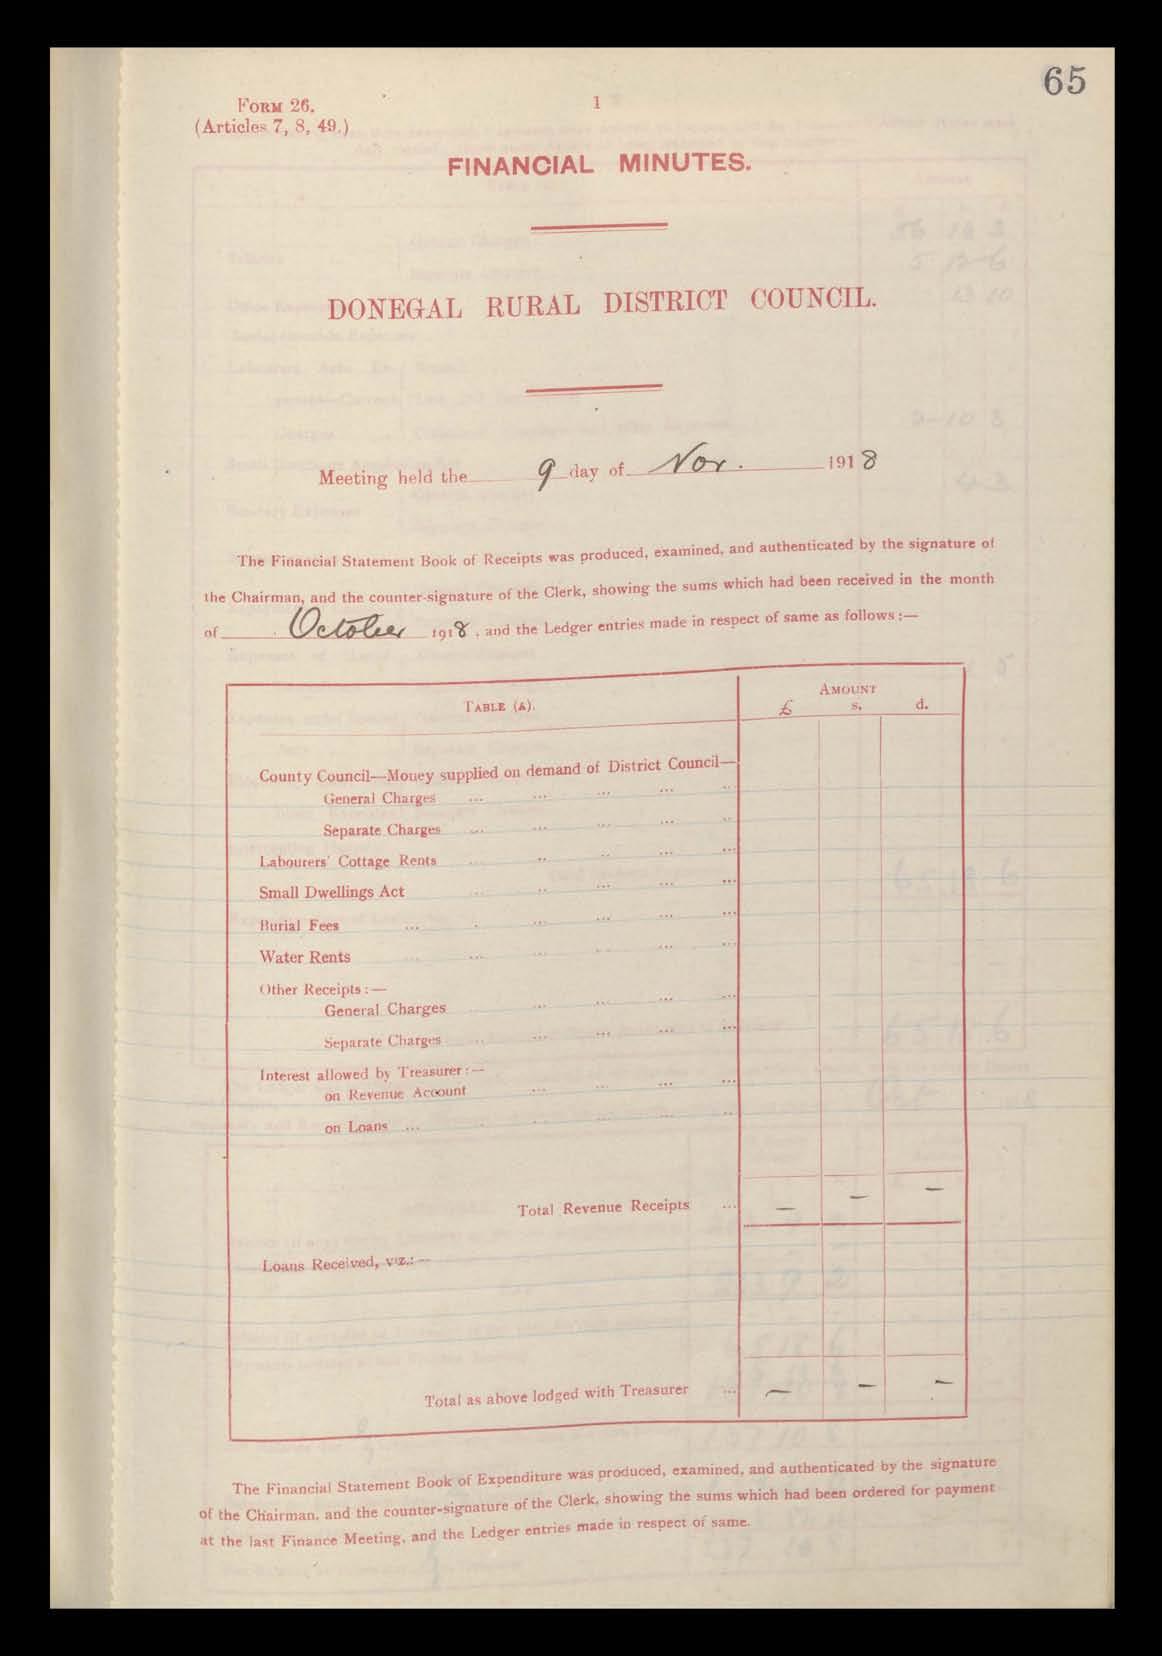 65
FORM 26.
(Articles 7, 8, 49.)
1
FINANCIAL MINUTES.
DONEGAL RURAL DISTRICT COUNCIL.
Meeting held the 9 day of Nov. 1918
The Financial Statement Book of Receipts was produced, examined, and authenticated by the signature of
the Chairman, and the counter-signature of the Clerk, showing the sums which had been received in the month
of October 1918, and the Ledger entries made in respect of same as follows :—
TABLE (A). AMOUNT
£ s. d.
County Council—Money supplied on demand of District Council—
General Charges ... ... ... ... ...
Separate Charges ... ... ... ... ...
Labourers' Cottage Rents ... ... ... ... ...
Small Dwellings Act ... ... ... ... ...
Burial Fees ... ... ... ... ...
Water Rents ... ... ... ... ... ...
Other Receipts :—
General Charges ... ... ... ...
Separate Charges ... ... ... ... ...
Interest allowed by Treasurer :—
on Revenue Account ... ... ... ...
on Loans ... ... ... ... ...
Total Revenue Receipts ... — — —
Loans Received, viz.:—
Total as above lodged with Treasurer ... — — —
The Financial Statement Book of Expenditure was produced, examined, and authenticated by the signature
of the Chairman, and the counter-signature of the Clerk, showing the sums which had been ordered for payment
at the last Finance Meeting, and the Ledger entries made in respect of same.